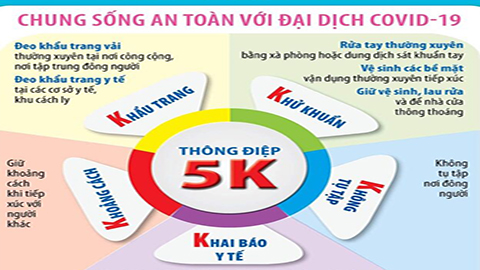 CHUNG SỐNG AN TOÀN VỚI ĐẠI DỊCH COVID-19
Đeo khẩu trang vải
thường xuyên tại nơi công cộng,
nơi tập trung đông người
Đeo khẩu trang y tế
tại các cơ sở y tế,
khu cách ly
Rửa tay thường xuyên
bằng xà phòng hoặc dung dịch sát khuẩn tay
Vệ sinh các bề mặt
vận dụng thường xuyên tiếp xúc
Giữ vệ sinh, lau rửa
và để nhà cửa
thông thoáng
KHẨU TRANG
KHỬ KHUẨN
THÔNG ĐIỆP
5K
Giữ
khoảng
cách
khi tiếp
xúc với
người
khác
KHOẢNG CÁCH
KHÔNG
TỤ TẬP
Không
tụ tập
nơi đông
người
KHAI BÁO
Y TẾ